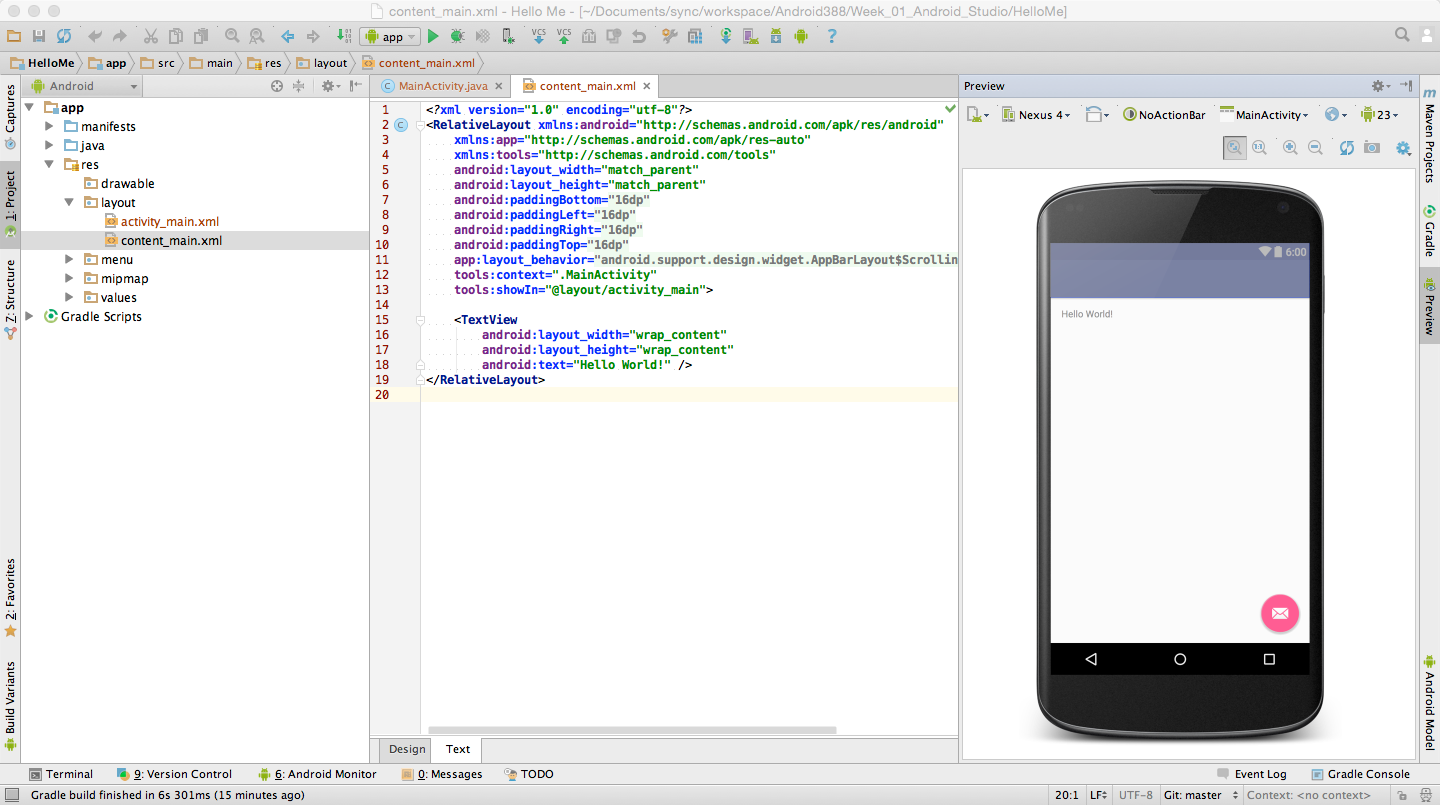 content_main.xml - Hello Me - [~/Documents/sync/workspace/Android388/Week_01_Android_Studio/HelloMe]
app
HelloMe app src main res layout content_main.xml
Captures
1: Project
Z: Structure
2: Favorites
Build Variants
Android
app
manifests
java
res
drawable
layout
activity_main.xml
content_main.xml
menu
mipmap
values
Gradle Scripts
MainActivity.java content_main.xml
1 <?xml version="1.0" encoding="utf-8"?>
2 <RelativeLayout xmlns:android="http://schemas.android.com/apk/res/android"
3 xmlns:app="http://schemas.android.com/apk/res-auto"
4 xmlns:tools="http://schemas.android.com/tools"
5 android:layout_width="match_parent"
6 android:layout_height="match_parent"
7 android:paddingBottom="16dp"
8 android:paddingLeft="16dp"
9 android:paddingRight="16dp"
10 android:paddingTop="16dp"
11 app:layout_behavior="android.support.design.widget.AppBarLayout$Scrollin
12 tools:context=".MainActivity"
13 tools:showIn="@layout/activity_main">
14
15 <TextView
16 android:layout_width="wrap_content"
17 android:layout_height="wrap_content"
18 android:text="Hello World!" />
19 </RelativeLayout>
20
Design Text
Preview
Nexus 4 NoActionBar MainActivity 23
1:1
6:00
Hello World!
Maven Projects
Gradle
Preview
Android Model
Terminal 9: Version Control 6: Android Monitor 0: Messages TODO Event Log Gradle Console
Gradle build finished in 6s 301ms (15 minutes ago) 20:1 LF UTF-8 Git: master Context: <no context>